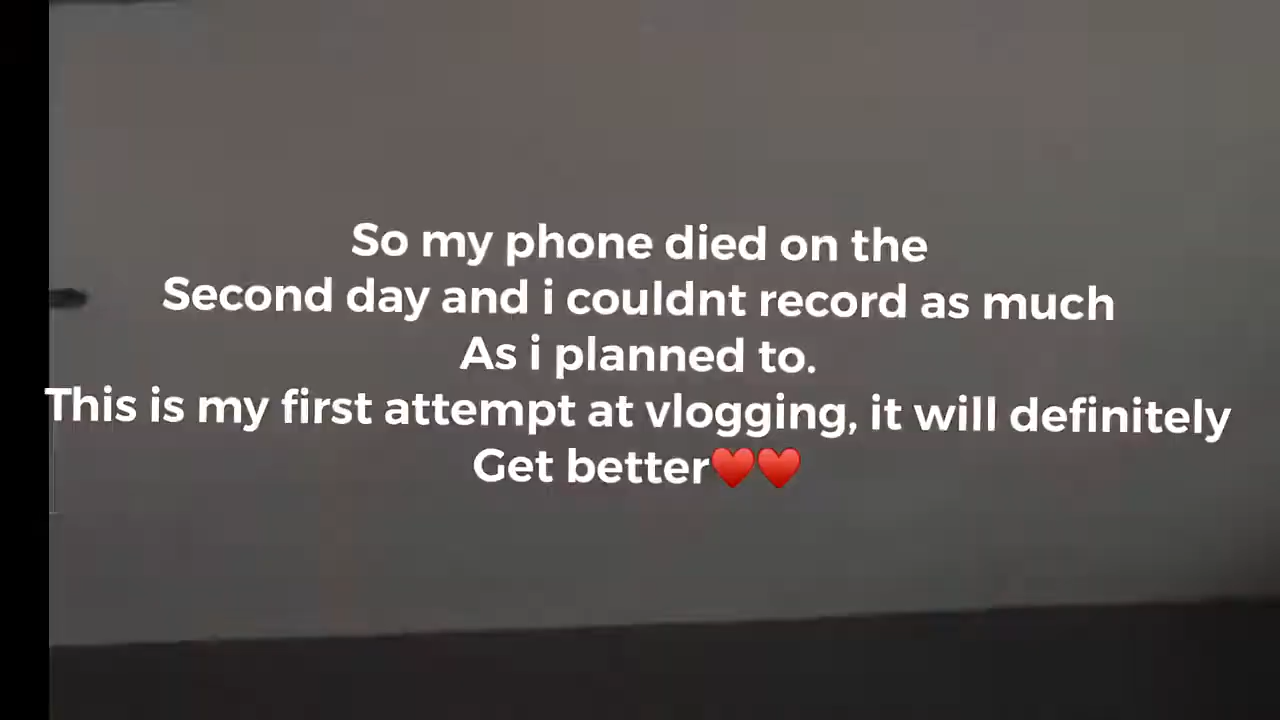 So my phone died on the
Second day and i couldnt record as much
As i planned to.
This is my first attempt at vlogging, it will definitely
Get better♥️♥️